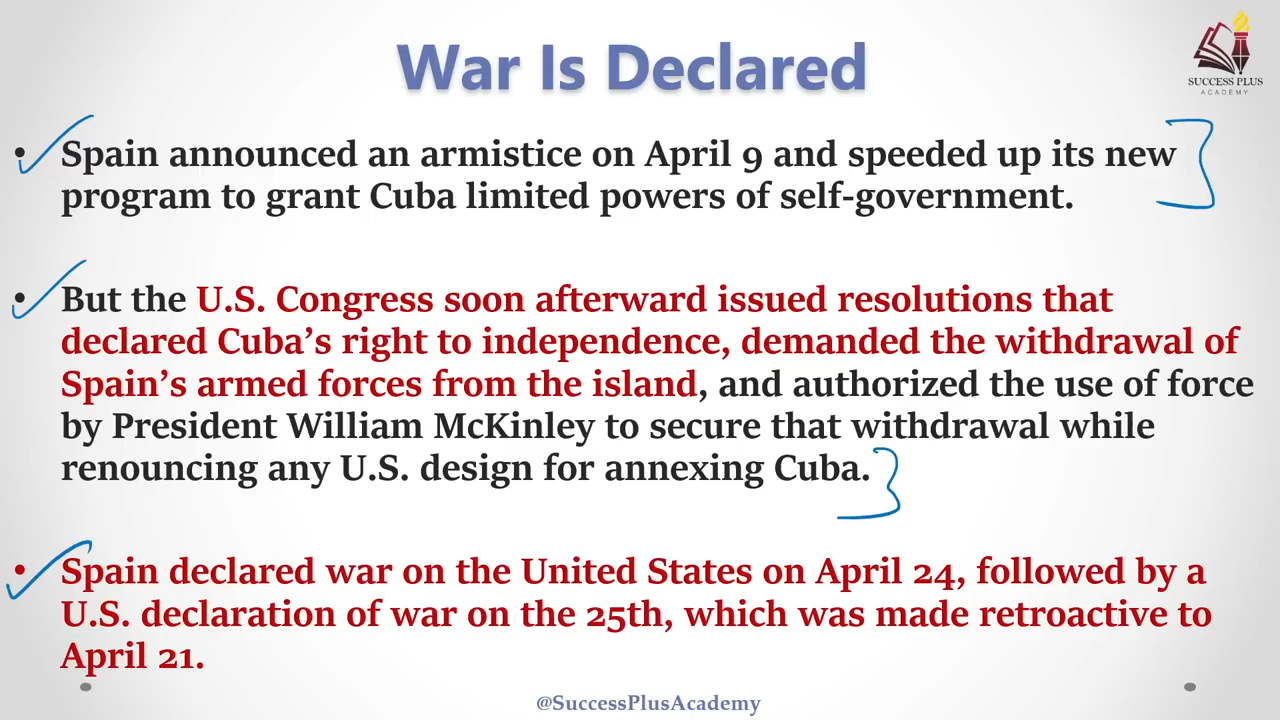 War Is Declared
SUCCESS PLUS
ACADEMY
• Spain announced an armistice on April 9 and speeded up its new
program to grant Cuba limited powers of self-government.
• But the U.S. Congress soon afterward issued resolutions that
declared Cuba’s right to independence, demanded the withdrawal of
Spain’s armed forces from the island, and authorized the use of force
by President William McKinley to secure that withdrawal while
renouncing any U.S. design for annexing Cuba.
• Spain declared war on the United States on April 24, followed by a
U.S. declaration of war on the 25th, which was made retroactive to
April 21.
@SuccessPlusAcademy